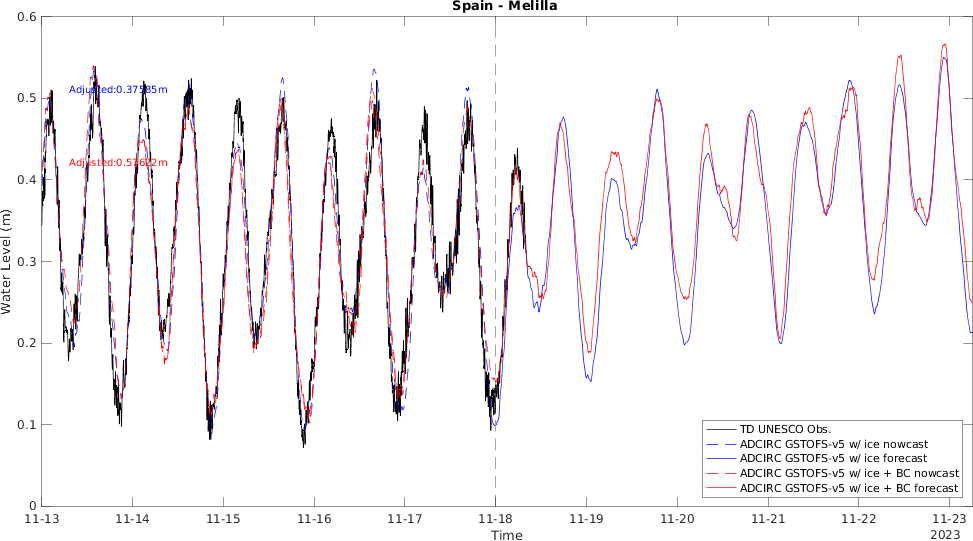 Spain - Melilla
0.6
0.5
0.4
0.3
0.2
0.1
0
Water Level (m)
Adjusted:0.37585m
Adjusted:0.57622m
TD UNESCO Obs.
ADCIRC GSTOFS-v5 w/ ice nowcast
ADCIRC GSTOFS-v5 w/ ice forecast
ADCIRC GSTOFS-v5 w/ ice + BC nowcast
ADCIRC GSTOFS-v5 w/ ice + BC forecast
11-13 11-14 11-15 11-16 11-17 11-18 11-19 11-20 11-21 11-22 11-23
Time
2023